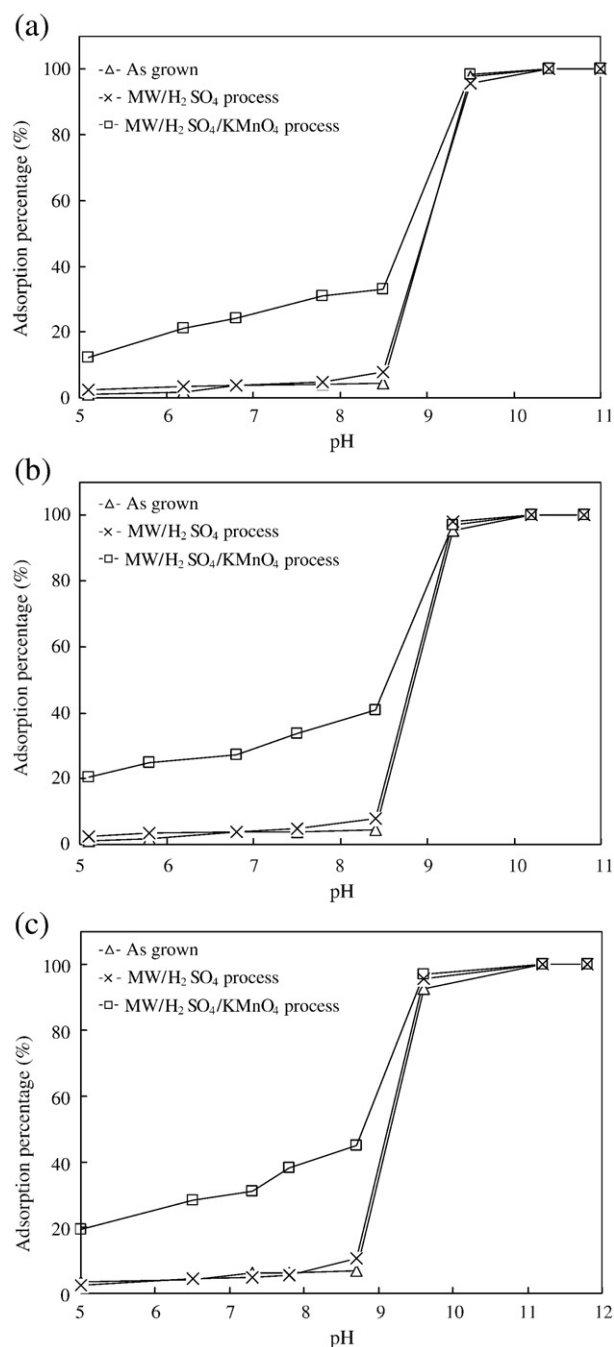 (a)
100
80
60
40
20
0
Adsorption percentage (%)
-△- As grown
-×- MW/H₂ SO₄ process
-□- MW/H₂ SO₄/KMnO₄ process
5 6 7 8 9 10 11
pH
(b)
100
80
60
40
20
0
Adsorption percentage (%)
-△- As grown
-×- MW/H₂ SO₄ process
-□- MW/H₂ SO₄/KMnO₄ process
5 6 7 8 9 10 11
pH
(c)
100
80
60
40
20
0
Adsorption percentage (%)
-△- As grown
-×- MW/H₂ SO₄ process
-□- MW/H₂ SO₄/KMnO₄ process
5 6 7 8 9 10 11 12
pH